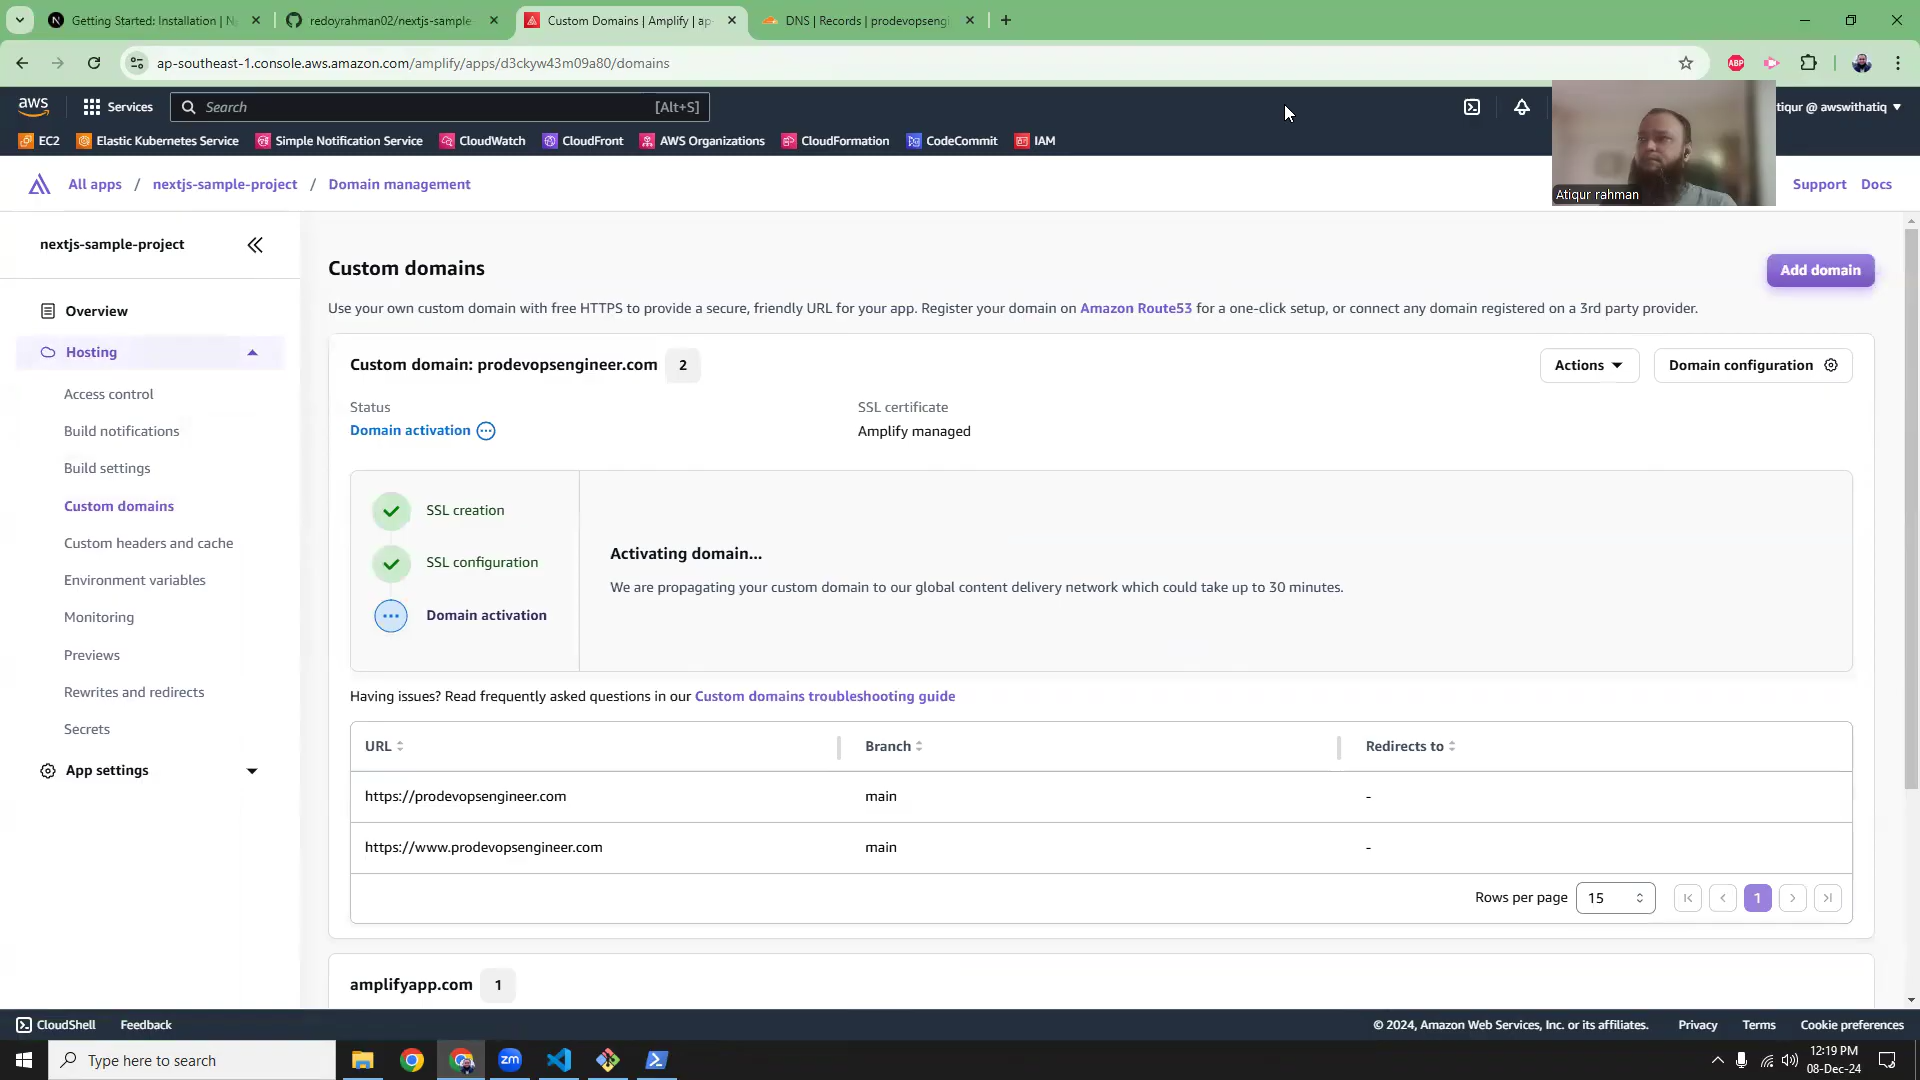 Getting Started: Installation | N
redoyrahman02/nextjs-sample
Custom Domains | Amplify | ap-
DNS | Records | prodevopsengi
ap-southeast-1.console.aws.amazon.com/amplify/apps/d3ckyw43m09a80/domains
ABP
aws
Services
Search
[Alt+S]
tiqur @ awswithatiq
EC2
Elastic Kubernetes Service
Simple Notification Service
CloudWatch
CloudFront
AWS Organizations
CloudFormation
CodeCommit
IAM
All apps / nextjs-sample-project / Domain management
Atiqur rahman
Support
Docs
nextjs-sample-project
Overview
Hosting
Access control
Build notifications
Build settings
Custom domains
Custom headers and cache
Environment variables
Monitoring
Previews
Rewrites and redirects
Secrets
App settings
Custom domains
Add domain
Use your own custom domain with free HTTPS to provide a secure, friendly URL for your app. Register your domain on Amazon Route53 for a one-click setup, or connect any domain registered on a 3rd party provider.
Custom domain: prodevopsengineer.com 2
Actions
Domain configuration
Status
SSL certificate
Domain activation
Amplify managed
SSL creation
SSL configuration
Domain activation
Activating domain...
We are propagating your custom domain to our global content delivery network which could take up to 30 minutes.
Having issues? Read frequently asked questions in our Custom domains troubleshooting guide
URL
Branch
Redirects to
https://prodevopsengineer.com
main
-
https://www.prodevopsengineer.com
main
-
Rows per page 15
1
amplifyapp.com 1
CloudShell
Feedback
© 2024, Amazon Web Services, Inc. or its affiliates.
Privacy
Terms
Cookie preferences
Type here to search
zm
12:19 PM
08-Dec-24